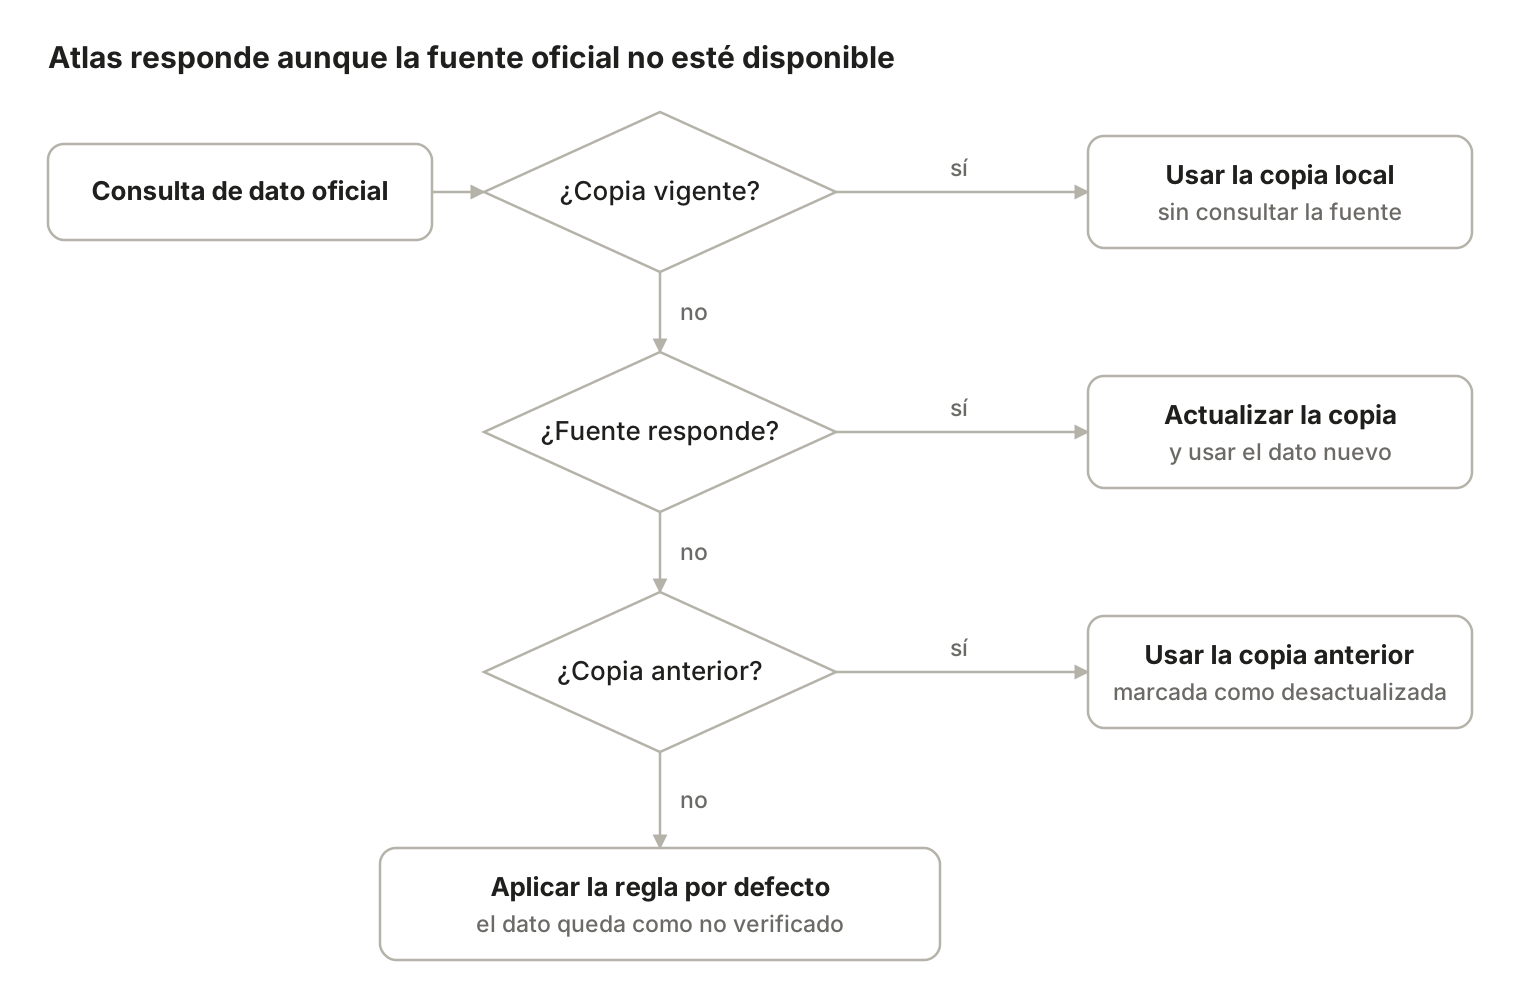 Atlas responde aunque la fuente oficial no esté disponible
Consulta de dato oficial
¿Copia vigente?
sí
Usar la copia local
sin consultar la fuente
no
¿Fuente responde?
sí
Actualizar la copia
y usar el dato nuevo
no
¿Copia anterior?
sí
Usar la copia anterior
marcada como desactualizada
no
Aplicar la regla por defecto
el dato queda como no verificado